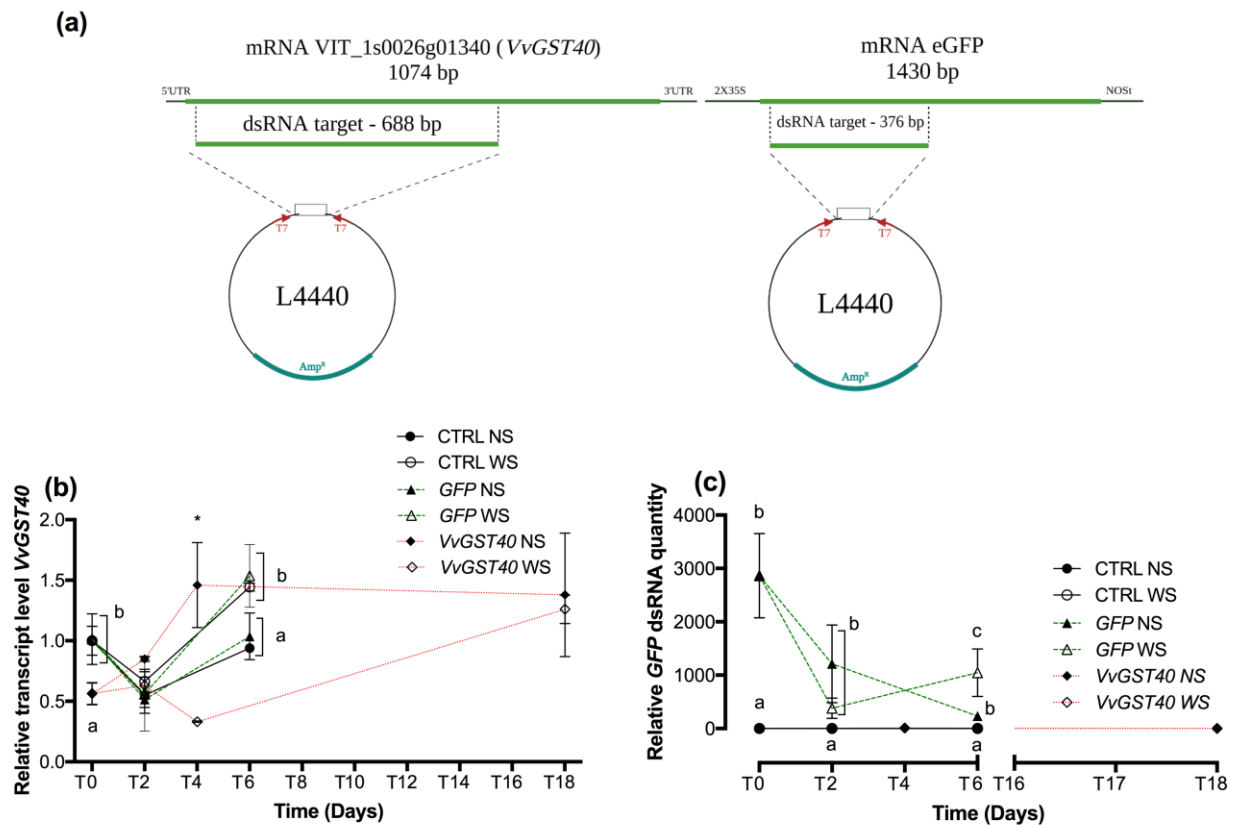 (a)
mRNA VIT_1s0026g01340 (VvGST40)
1074 bp
5'UTR
3'UTR
dsRNA target - 688 bp
T7
T7
L4440
Ampᴿ
mRNA eGFP
1430 bp
2X35S
NOSt
dsRNA target - 376 bp
T7
T7
L4440
Ampᴿ
(b)
CTRL NS
CTRL WS
GFP NS
GFP WS
VvGST40 NS
VvGST40 WS
Relative transcript level VvGST40
2.0
1.5
1.0
0.5
0.0
b
a
*
b
a
T0
T2
T4
T6
T8
T10
T12
T14
T16
T18
Time (Days)
(c)
CTRL NS
CTRL WS
GFP NS
GFP WS
VvGST40 NS
VvGST40 WS
Relative GFP dsRNA quantity
4000
3000
2000
1000
0
b
a
b
a
c
b
a
T0
T2
T4
T6
T16
T17
T18
Time (Days)